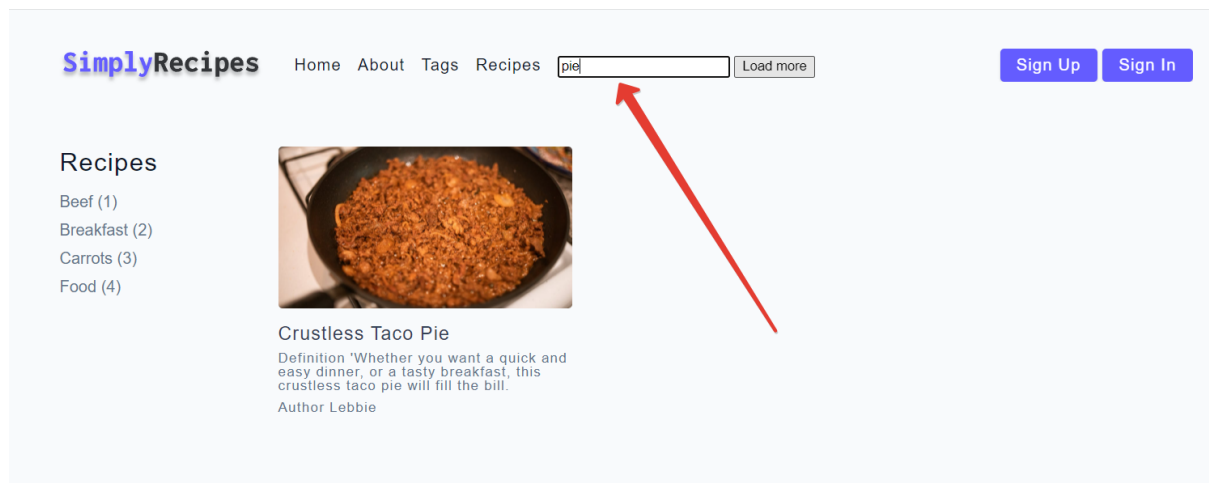 SimplyRecipes Home About Tags Recipes pie Load more Sign Up Sign In
Recipes
Beef (1)
Breakfast (2)
Carrots (3)
Food (4)
Crustless Taco Pie
Definition 'Whether you want a quick and
easy dinner, or a tasty breakfast, this
crustless taco pie will fill the bill.
Author Lebbie